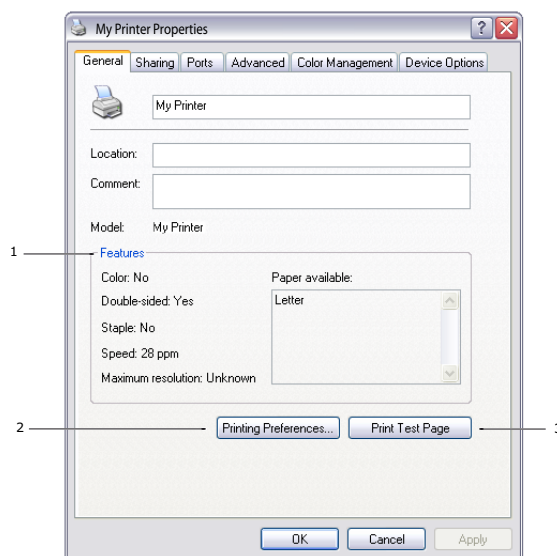 My Printer Properties
?
X
General Sharing Ports Advanced Color Management Device Options
My Printer
Location:
Comment:
Model: My Printer
1
Features
Color: No
Paper available:
Double-sided: Yes
Letter
Staple: No
Speed: 28 ppm
Maximum resolution: Unknown
2
Printing Preferences... Print Test Page
OK Cancel Apply